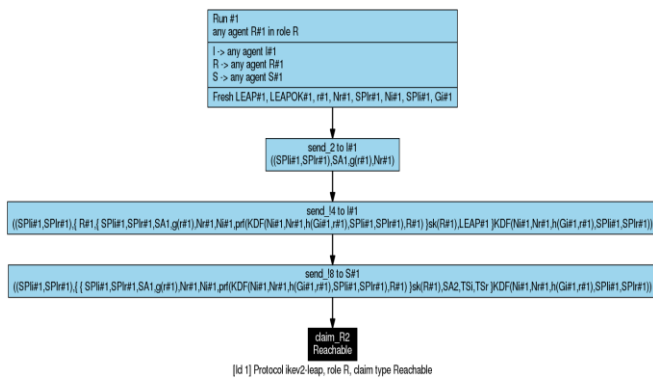 Run #1
any agent R#1 in role R
I -> any agent I#1
R -> any agent R#1
S -> any agent S#1
Fresh LEAP#1, LEAPOK#1, r#1, Nr#1, SPIr#1, Ni#1, SPIi#1, Gi#1
send_2 to I#1
((SPIi#1,SPIr#1),SA1,g(r#1),Nr#1)
send_!4 to I#1
((SPIi#1,SPIr#1),{ R#1,{ SPIi#1,SPIr#1,SA1,g(r#1),Nr#1,Ni#1,prf(KDF(Ni#1,Nr#1,h(Gi#1,r#1),SPIi#1,SPIr#1),R#1) }sk(R#1),LEAP#1 }KDF(Ni#1,Nr#1,h(Gi#1,r#1),SPIi#1,SPIr#1))
send_!8 to S#1
((SPIi#1,SPIr#1),{ { SPIi#1,SPIr#1,SA1,g(r#1),Nr#1,Ni#1,prf(KDF(Ni#1,Nr#1,h(Gi#1,r#1),SPIi#1,SPIr#1),R#1) }sk(R#1),SA2,TSi,TSr }KDF(Ni#1,Nr#1,h(Gi#1,r#1),SPIi#1,SPIr#1))
claim_R2
Reachable
[Id 1] Protocol ikev2-leap, role R, claim type Reachable